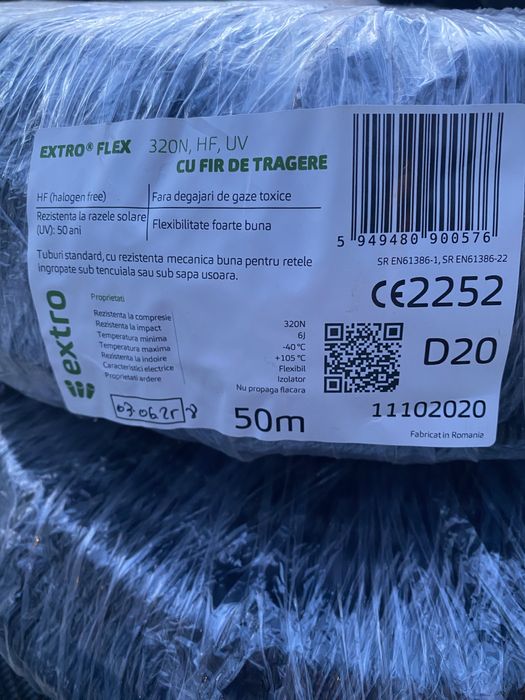 EXTRO® FLEX 320N, HF, UV
CU FIR DE TRAGERE
HF (halogen free) Fara degajari de gaze toxice
Rezistenta la razele solare (UV): 50 ani Flexibilitate foarte buna
Tuburi standard, cu rezistenta mecanica buna pentru retele
ingropate sub tencuiala sau sub sapa usoara.
5 949480 900576
SR EN61386-1, SR EN61386-22
CE2252
extro
Proprietati
Rezistenta la compresie 320N
Rezistenta la impact 6J
Temperatura minima -40 °C
Temperatura maxima +105 °C
Rezistenta la indoire Flexibil
Caracteristici electrice Izolator
Proprietati ardere Nu propaga flacara
D20
50m
11102020
Fabricat in Romania